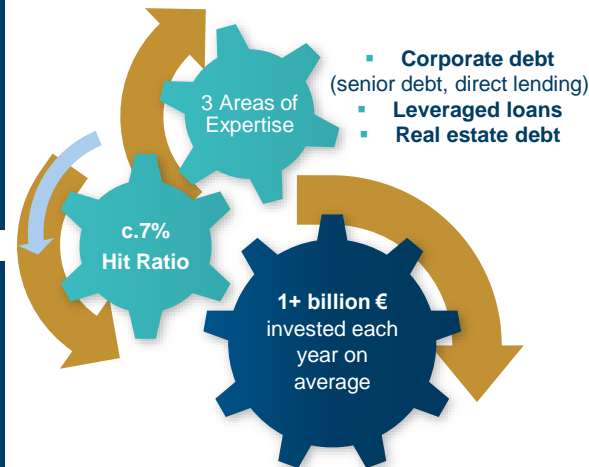 3 Areas of
Expertise
▪ Corporate debt
(senior debt, direct lending)
▪ Leveraged loans
▪ Real estate debt
c.7%
Hit Ratio
1+ billion €
invested each
year on
average